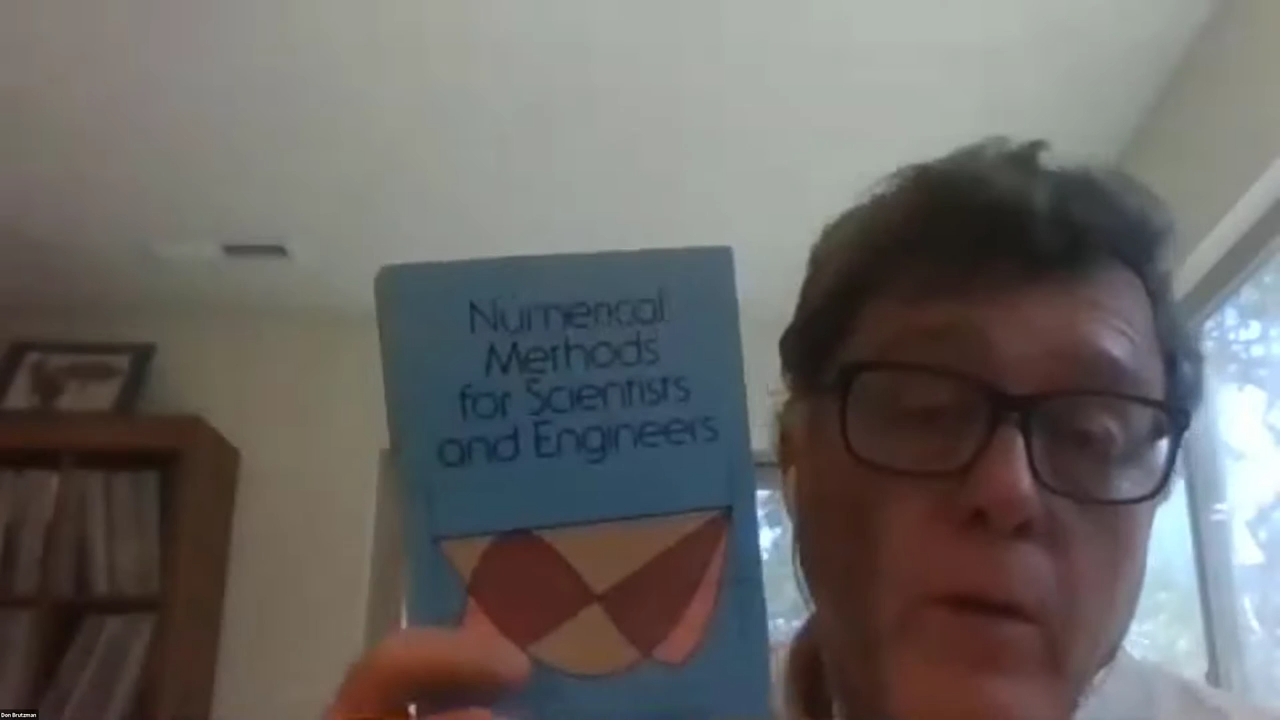 Numerical
Methods
for Scientists
and Engineers
Don Brutzman